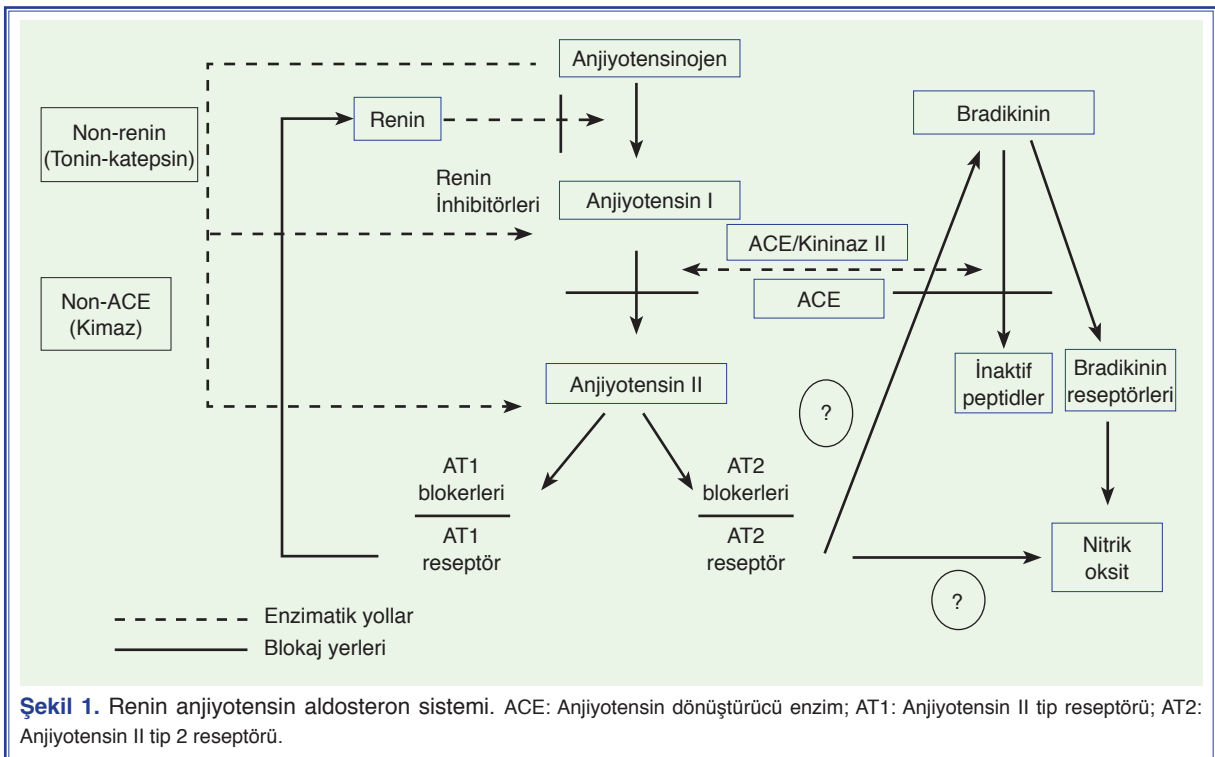 Anjiyotensinojen
Non-renin
(Tonin-katepsin)
Renin
Bradikinin
Renin
İnhibitörleri
Anjiyotensin I
ACE/Kininaz II
Non-ACE
(Kimaz)
ACE
Anjiyotensin II
İnaktif
peptidler
Bradikinin
reseptörleri
?
AT1
blokerleri
AT1
reseptör
AT2
blokerleri
AT2
reseptör
Nitrik
oksit
?
Enzimatik yollar
Blokaj yerleri
Şekil 1. Renin anjiyotensin aldosteron sistemi. ACE: Anjiyotensin dönüştürücü enzim; AT1: Anjiyotensin II tip reseptörü; AT2:
Anjiyotensin II tip 2 reseptörü.